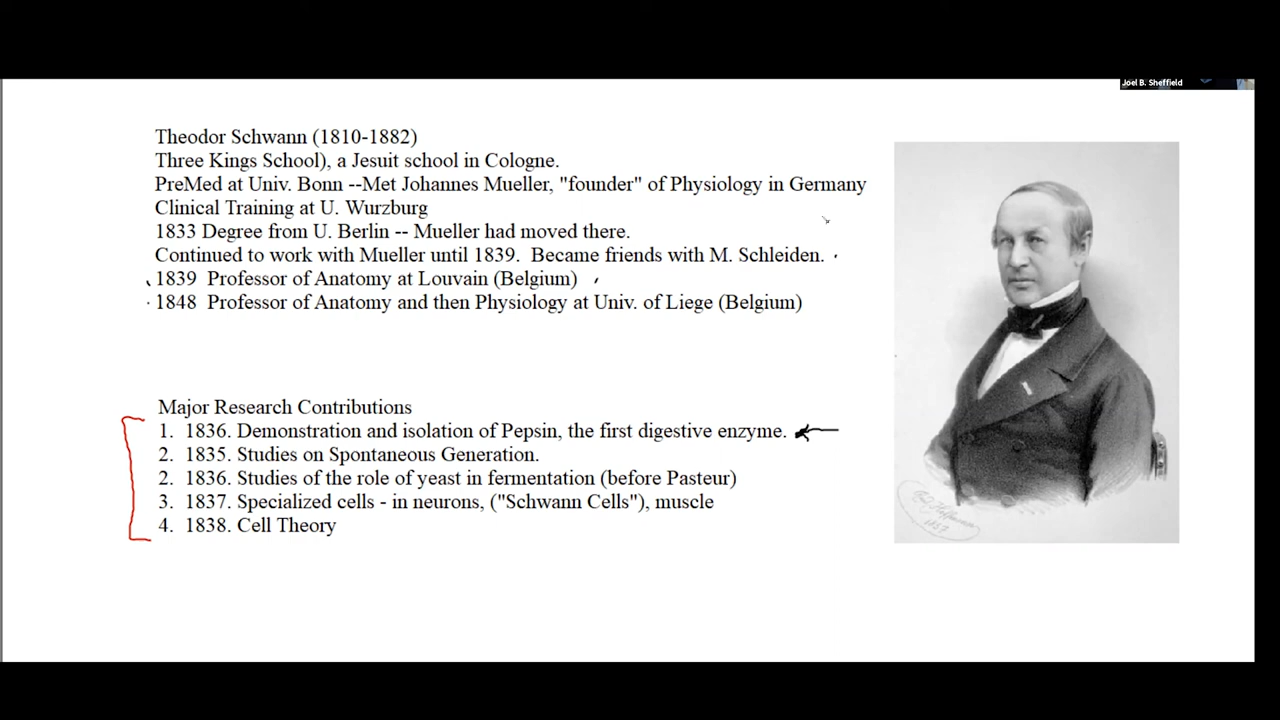 Joel B. Sheffield
Theodor Schwann (1810-1882)
Three Kings School), a Jesuit school in Cologne.
PreMed at Univ. Bonn --Met Johannes Mueller, "founder" of Physiology in Germany
Clinical Training at U. Wurzburg
1833 Degree from U. Berlin -- Mueller had moved there.
Continued to work with Mueller until 1839.  Became friends with M. Schleiden.
1839  Professor of Anatomy at Louvain (Belgium)
1848  Professor of Anatomy and then Physiology at Univ. of Liege (Belgium)
Major Research Contributions
1.  1836. Demonstration and isolation of Pepsin, the first digestive enzyme.
2.  1835. Studies on Spontaneous Generation.
2.  1836. Studies of the role of yeast in fermentation (before Pasteur)
3.  1837. Specialized cells - in neurons, ("Schwann Cells"), muscle
4.  1838. Cell Theory